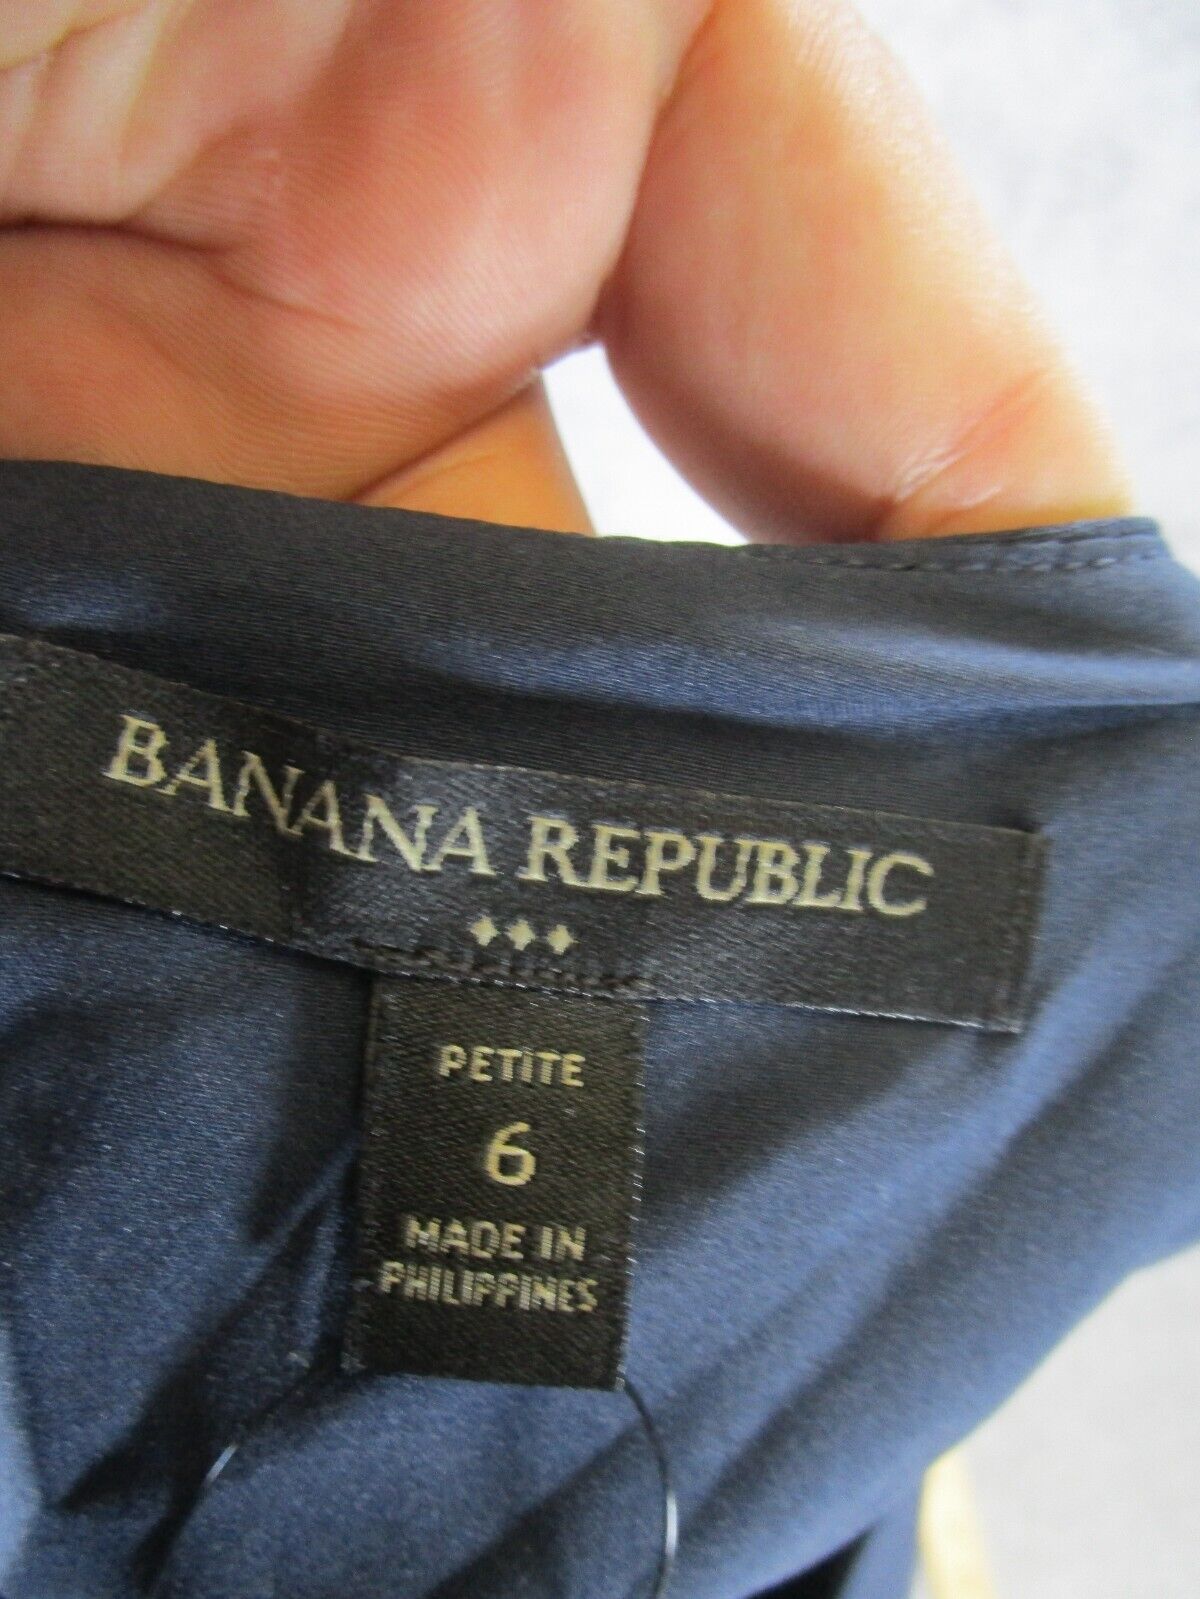 BANANA REPUBLIC
PETITE
6
MADE IN
PHILIPPINES